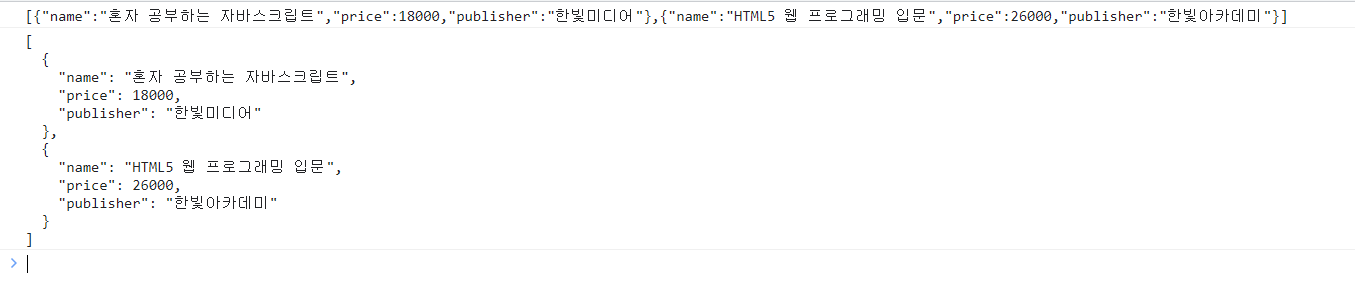 [{"name":"혼자 공부하는 자바스크립트","price":18000,"publisher":"한빛미디어"},{"name":"HTML5 웹 프로그래밍 입문","price":26000,"publisher":"한빛아카데미"}]
[
  {
    "name": "혼자 공부하는 자바스크립트",
    "price": 18000,
    "publisher": "한빛미디어"
  },
  {
    "name": "HTML5 웹 프로그래밍 입문",
    "price": 26000,
    "publisher": "한빛아카데미"
  }
]
>